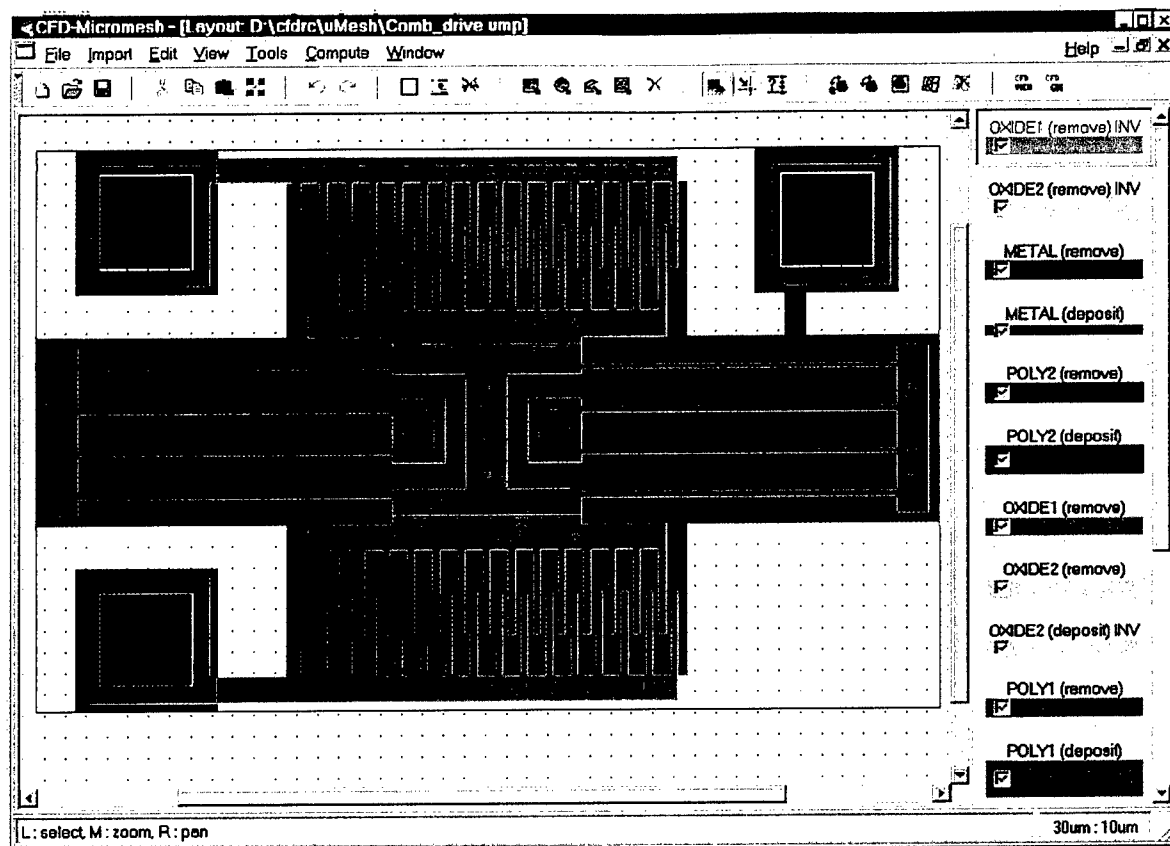 CFD-Micromesh - [Layout: D:\cfdrc\uMesh\Comb_drive ump]
File Import Edit View Tools Compute Window Help
OXIDE1 (remove) INV
OXIDE2 (remove) INV
METAL (remove)
METAL (deposit)
POLY2 (remove)
POLY2 (deposit)
OXIDE1 (remove)
OXIDE2 (remove)
OXIDE2 (deposit) INV
POLY1 (remove)
POLY1 (deposit)
L : select, M : zoom, R : pan
30um : 10um